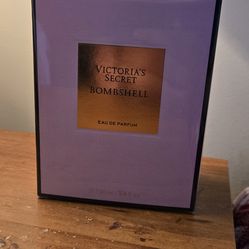 VICTORIA'S
SECRET
BOMBSHELL
EAU DE PARFUM